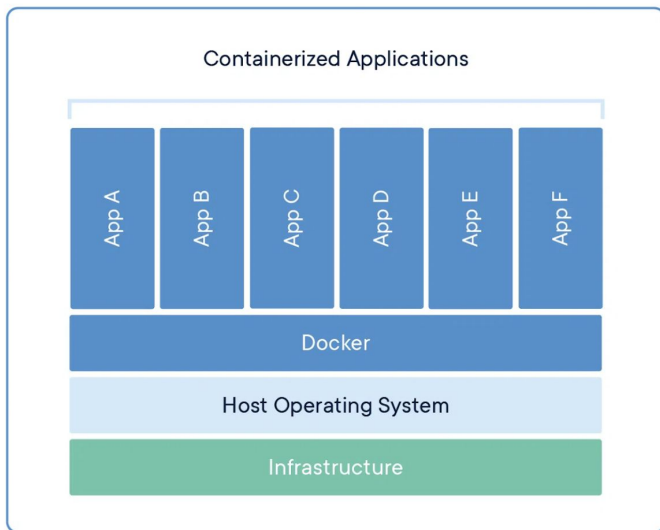 Containerized Applications
App A
App B
App C
App D
App E
App F
Docker
Host Operating System
Infrastructure